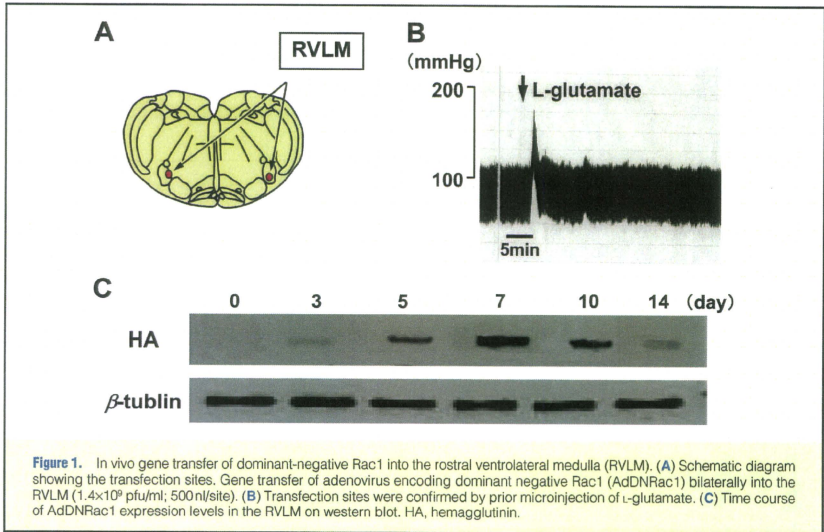 A
RVLM
B
(mmHg)
200
L-glutamate
100
5min
C
0 3 5 7 10 14 (day)
HA
β-tublin
Figure 1. In vivo gene transfer of dominant-negative Rac1 into the rostral ventrolateral medulla (RVLM). (A) Schematic diagram
showing the transfection sites. Gene transfer of adenovirus encoding dominant negative Rac1 (AdDNRac1) bilaterally into the
RVLM (1.4×10⁹ pfu/ml; 500nl/site). (B) Transfection sites were confirmed by prior microinjection of L-glutamate. (C) Time course
of AdDNRac1 expression levels in the RVLM on western blot. HA, hemagglutinin.